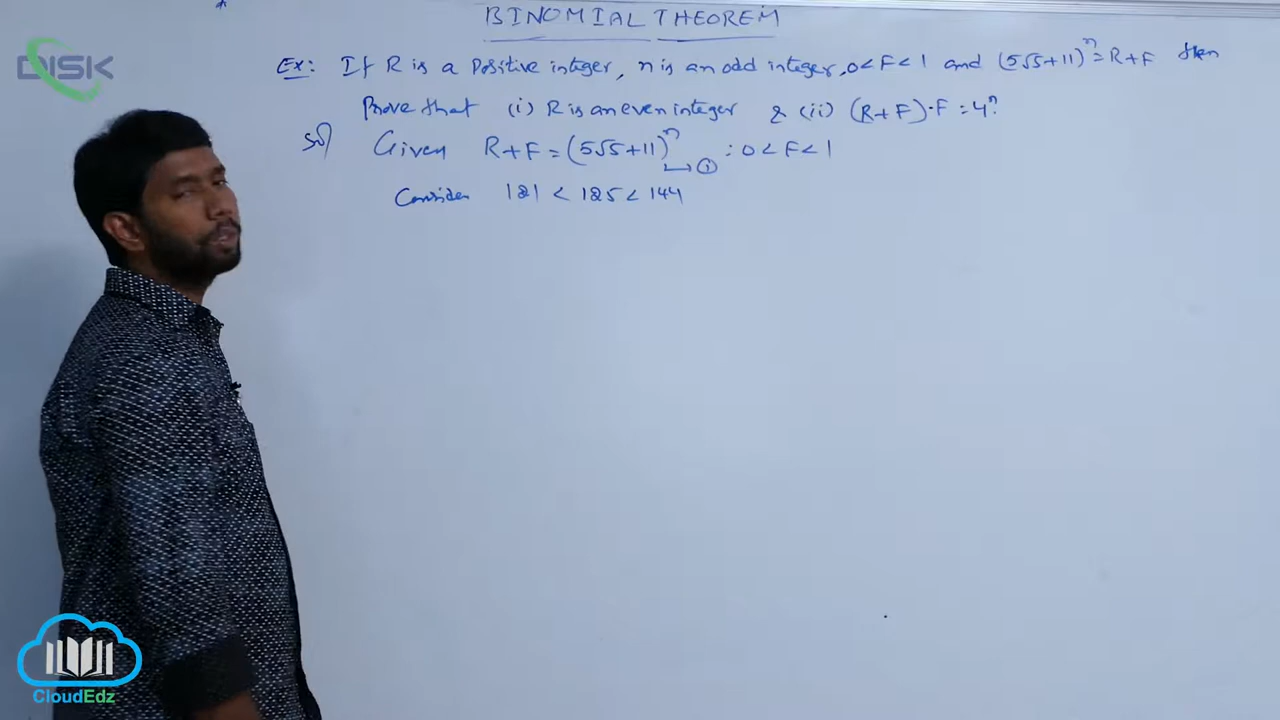 BINOMIAL THEOREM
DISK
Ex: If R is a positive integer, n is an odd integer, 0 < F < 1 and (5√5+11)ⁿ = R+F then
Prove that (i) R is an even integer & (ii) (R+F)·F = 4ⁿ?
Sol Given R+F = (5√5+11)ⁿ → ① : 0 < F < 1
Consider 121 < 125 < 144
CloudEdz